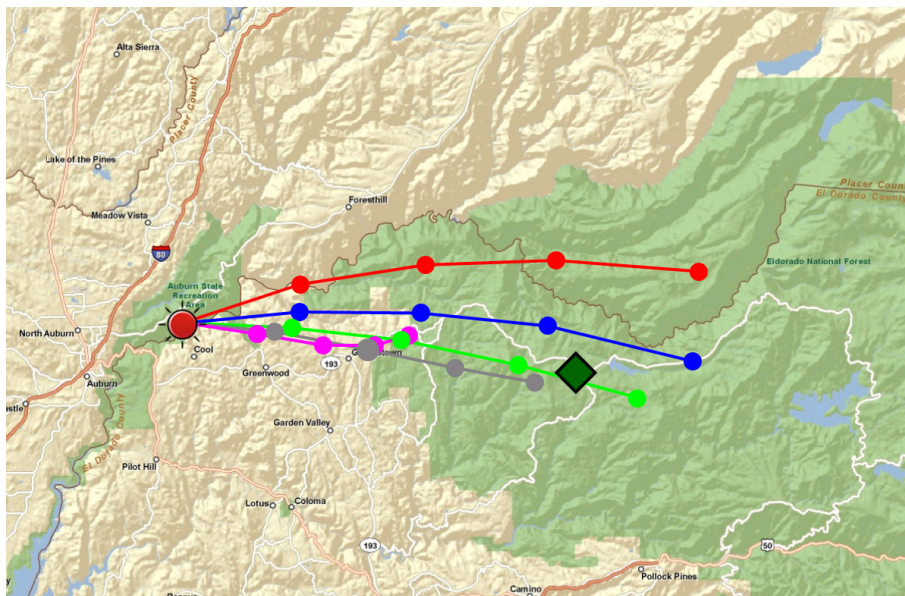 Alta Sierra
Placer County
Lake of the Pines
Foresthill
Meadow Vista
Placer Coun
El Dorado County
80
Eldorado National Forest
Auburn State
Recreation
Area
North Auburn
Cool
Greenwood
193
Auburn
stle
El Dorado County
Garden Valley
Pilot Hill
Lotus
Coloma
193
50
Pollock Pines
Camino